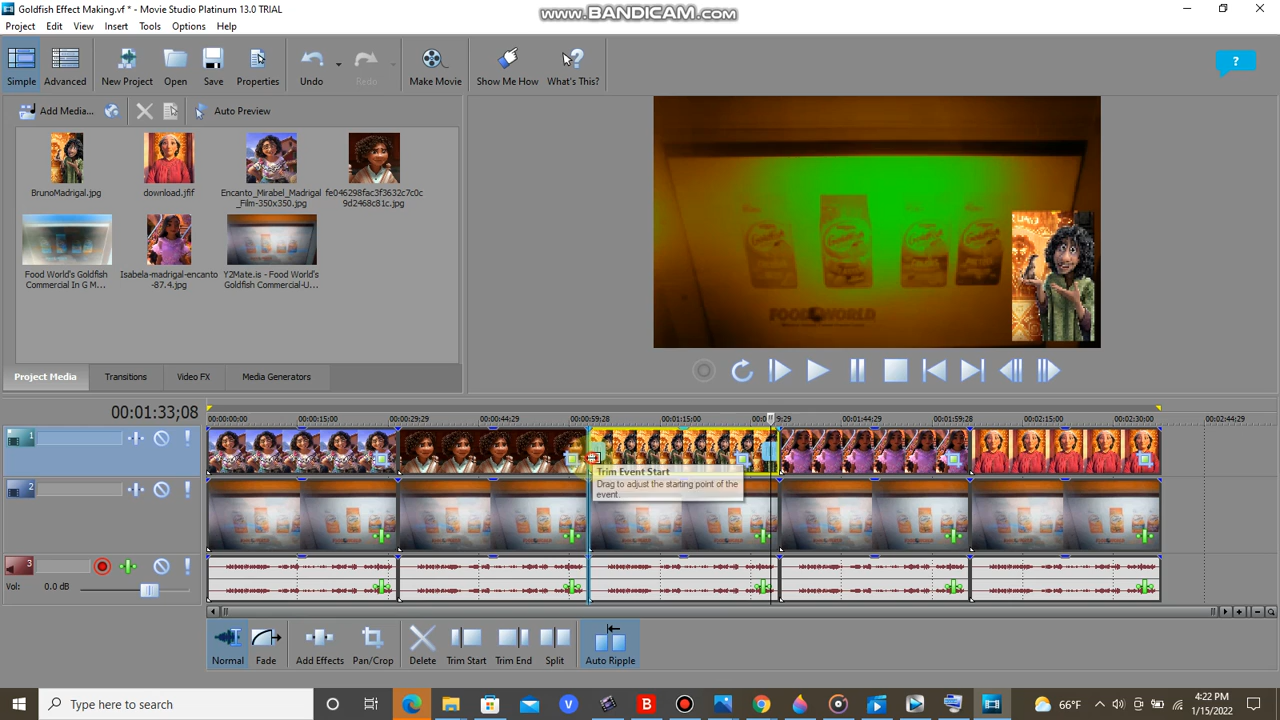 Goldfish Effect Making.vf * - Movie Studio Platinum 13.0 TRIAL
www.BANDICAM.com
Project Edit View Insert Tools Options Help
Simple Advanced New Project Open Save Properties Undo Redo Make Movie Show Me How What's This?
Add Media... Auto Preview
BrunoMadrigal.jpg
download.jfif
Encanto_Mirabel_Madrigal
_Film-350x350.jpg
fe046298fac3f3632c7c0c
9d2468c81c.jpg
Food World's Goldfish
Commercial In G M...
Isabela-madrigal-encanto
-87.4.jpg
Y2Mate.is - Food World's
Goldfish Commercial-U...
FOOD WORLD
Project Media Transitions Video FX Media Generators
00:01:33;08
00:00:00;00 00:00:15;00 00:00:29;29 00:00:44;29 00:00:59;28 00:01:15;00 00:01:44;29 00:01:59;28 00:02:15;00 00:02:30;00 00:02:44;29
1
Trim Event Start
Drag to adjust the starting point of the
event.
2
3
Vol: 0.0 dB
Normal Fade Add Effects Pan/Crop Delete Trim Start Trim End Split Auto Ripple
Type here to search
66°F
4:22 PM
1/15/2022